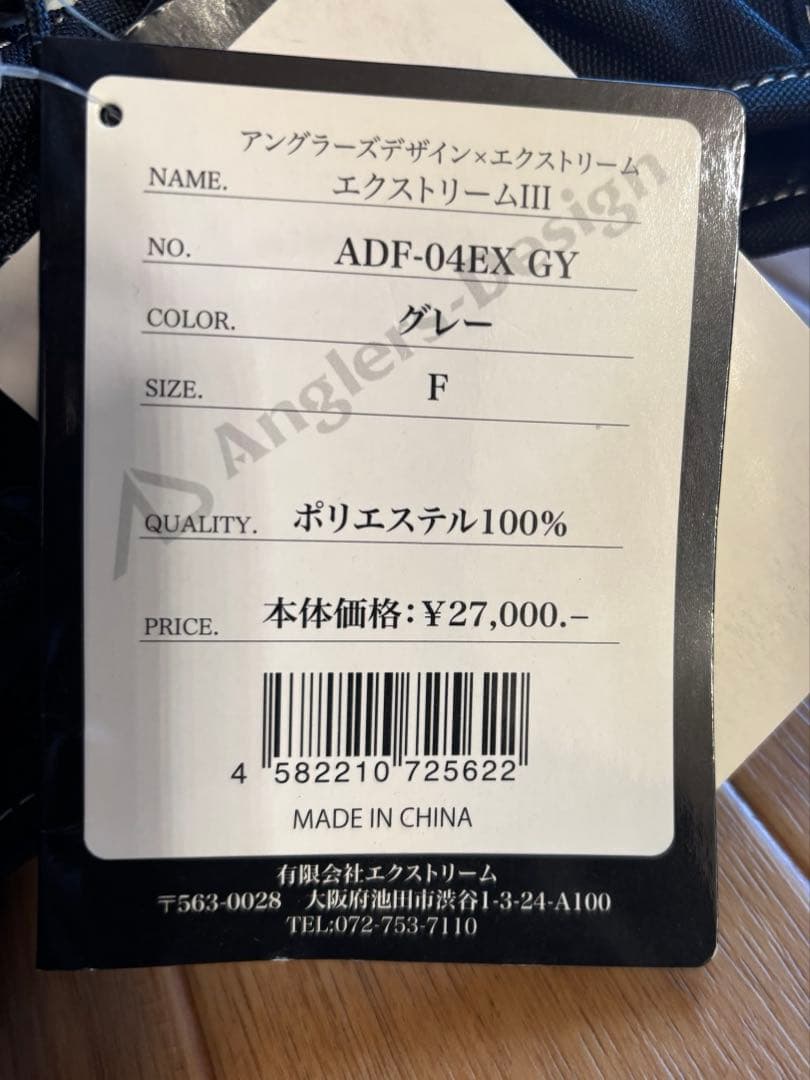 アングラーズデザイン×エクストリーム
NAME. エクストリームIII
NO. ADF-04EX GY
COLOR. グレー
SIZE. F
Anglers-Design
QUALITY. ポリエステル100%
PRICE. 本体価格:¥27,000.−
4 582210 725622
MADE IN CHINA
有限会社エクストリーム
〒563-0028 大阪府池田市渋谷1-3-24-A100
TEL:072-753-7110